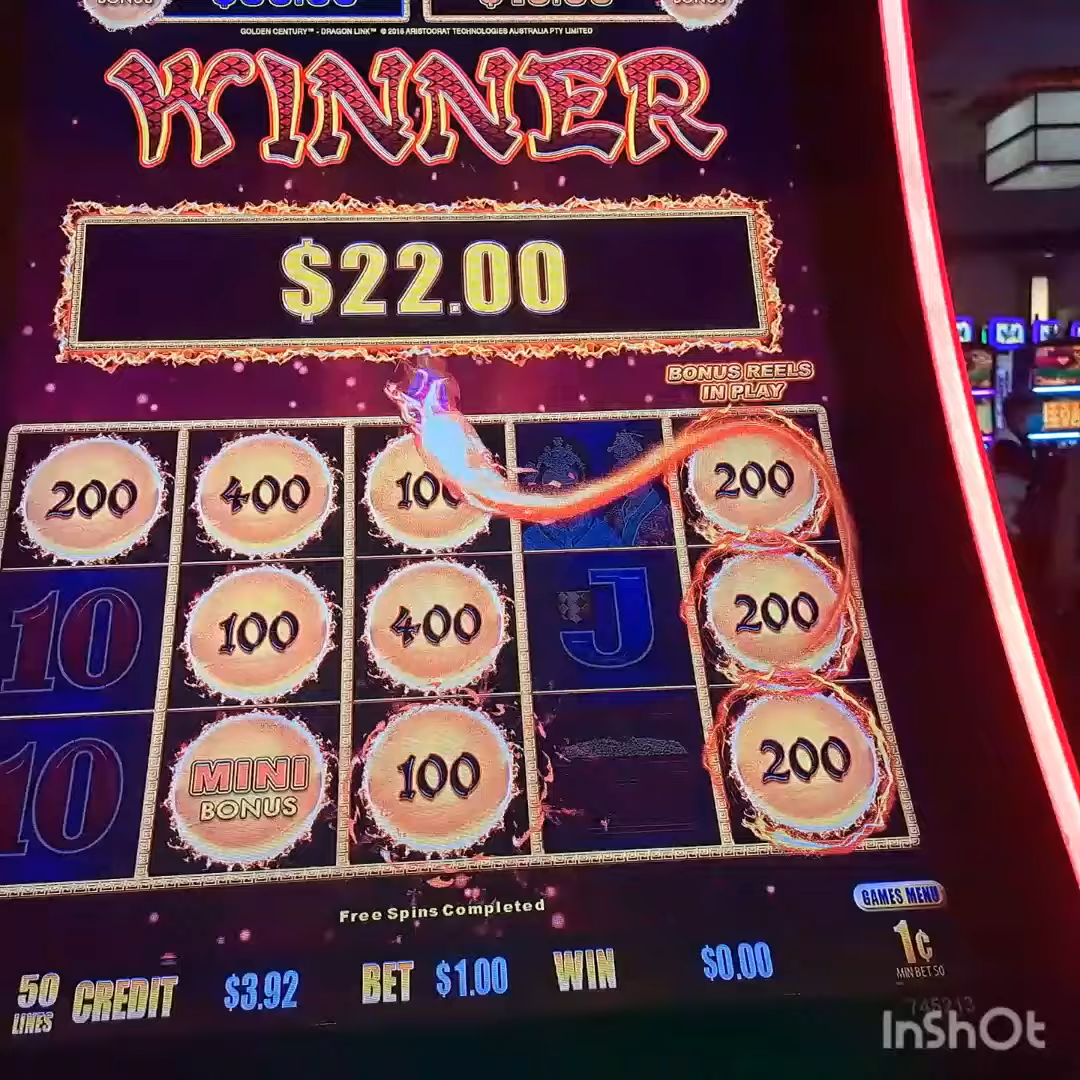 GOLDEN CENTURY™ - DRAGON LINK™ © 2016 ARISTOCRAT TECHNOLOGIES AUSTRALIA PTY LIMITED
WINNER
$22.00
BONUS REELS
IN PLAY
200 400 100 200
10 100 400 J 200
10 MINI
BONUS 100 200
Free Spins Completed
GAMES MENU
1¢
MIN BET 50
50
LINES
CREDIT $3.92 BET $1.00 WIN $0.00
InShOt